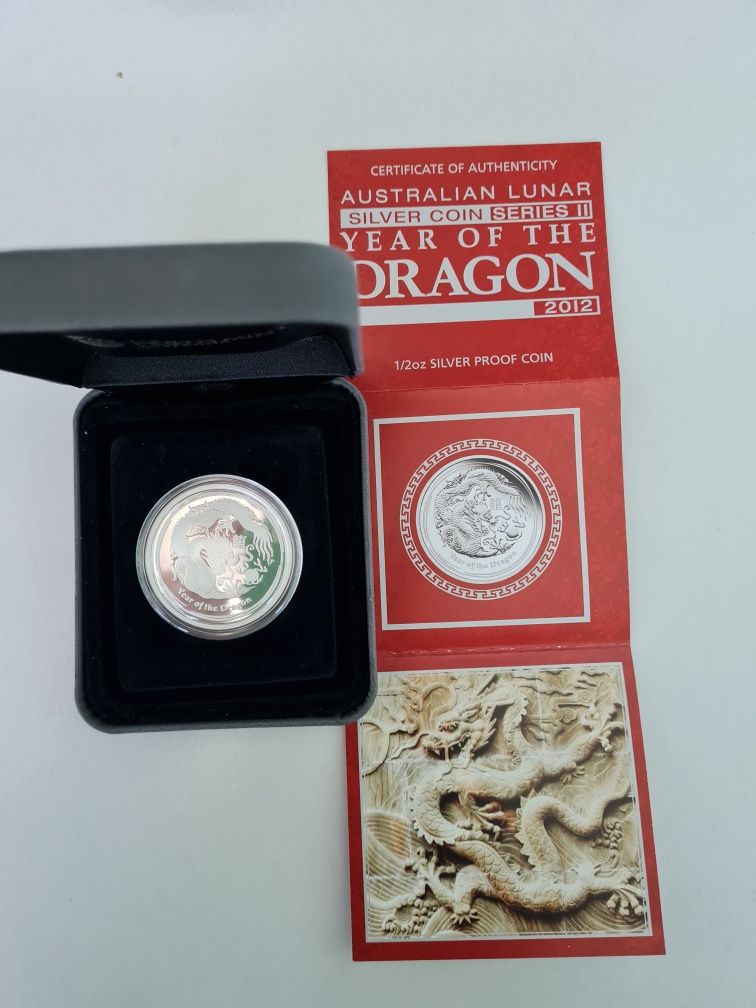 CERTIFICATE OF AUTHENTICITY
AUSTRALIAN LUNAR
SILVER COIN SERIES II
YEAR OF THE
DRAGON
2012
1/2oz SILVER PROOF COIN
龍
Year of the Dragon
Year of the Dragon